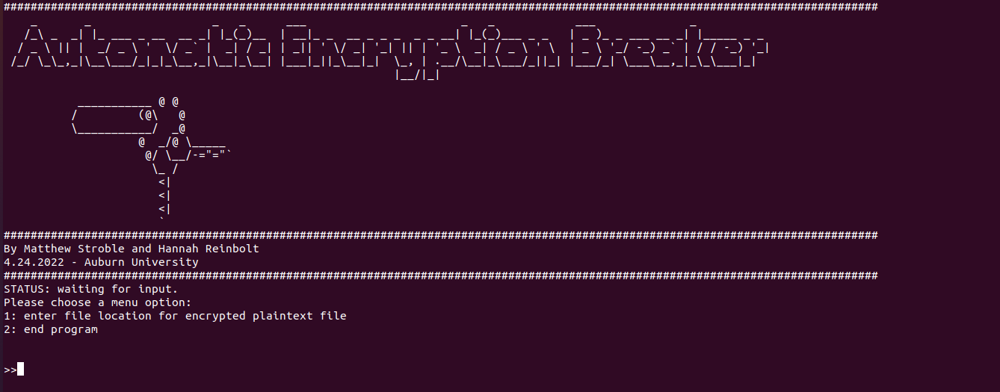 ################################################################################
Automatic Encryption Breaker
################################################################################
By Matthew Stroble and Hannah Reinbolt
4.24.2022 - Auburn University
################################################################################
STATUS: waiting for input.
Please choose a menu option:
1: enter file location for encrypted plaintext file
2: end program
>>